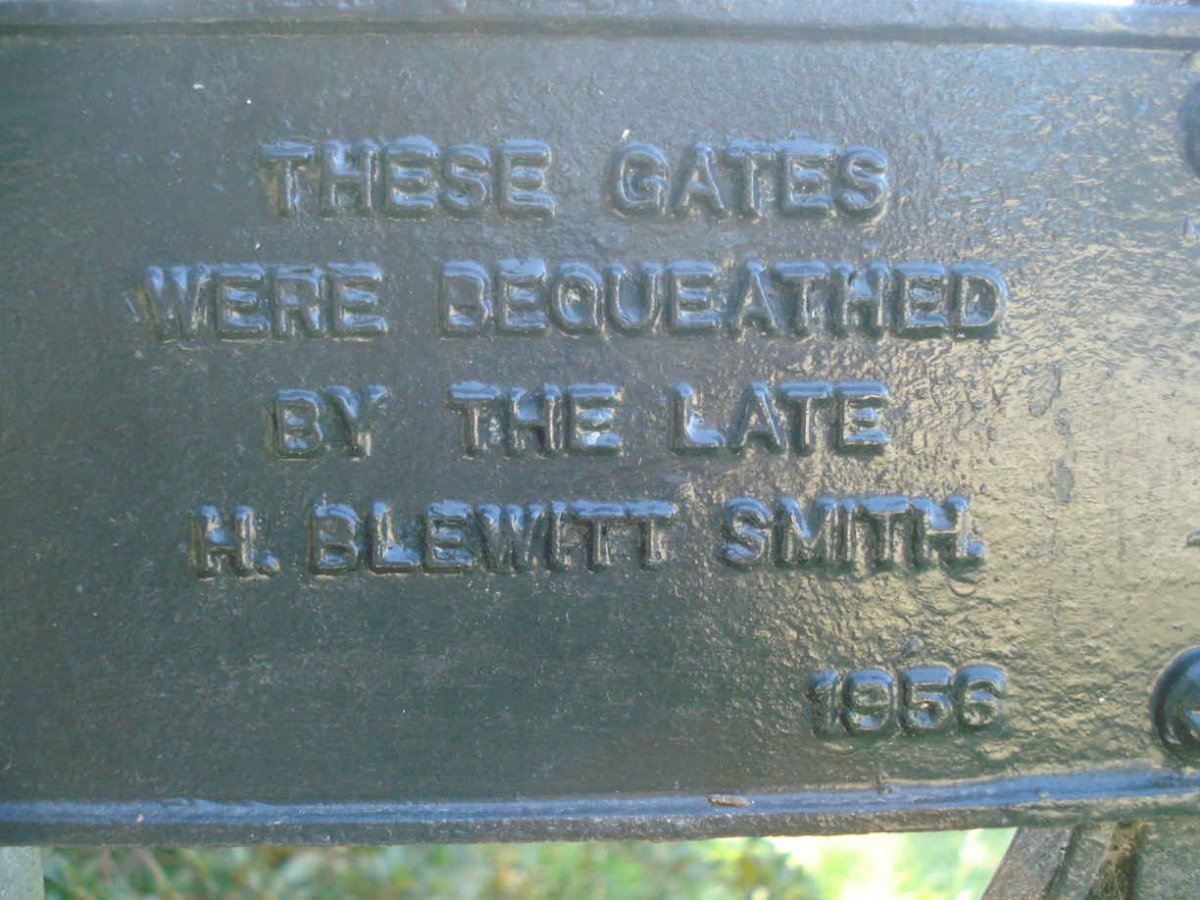 THESE GATES
WERE BEQUEATHED
BY THE LATE
H. BLEWITT SMITH.
1956